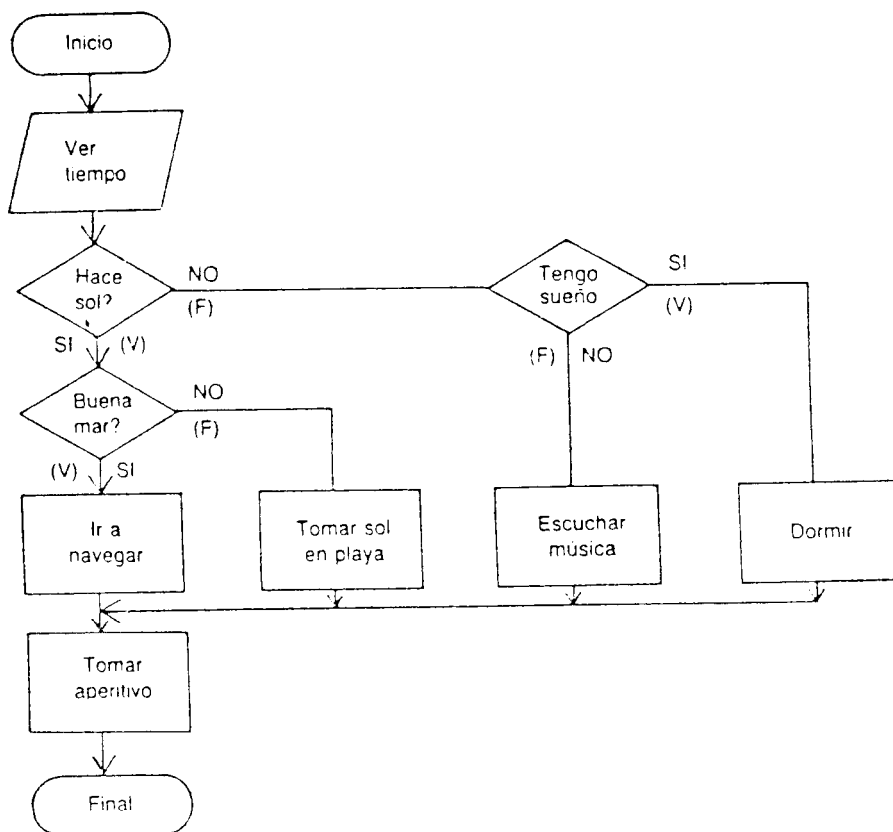 Inicio
Ver
tiempo
Hace
sol?
NO
(F)
Tengo
sueño
SI
(V)
SI
(V)
(F)
NO
Buena
mar?
NO
(F)
(V)
SI
Ir a
navegar
Tomar sol
en playa
Escuchar
música
Dormir
Tomar
aperitivo
Final